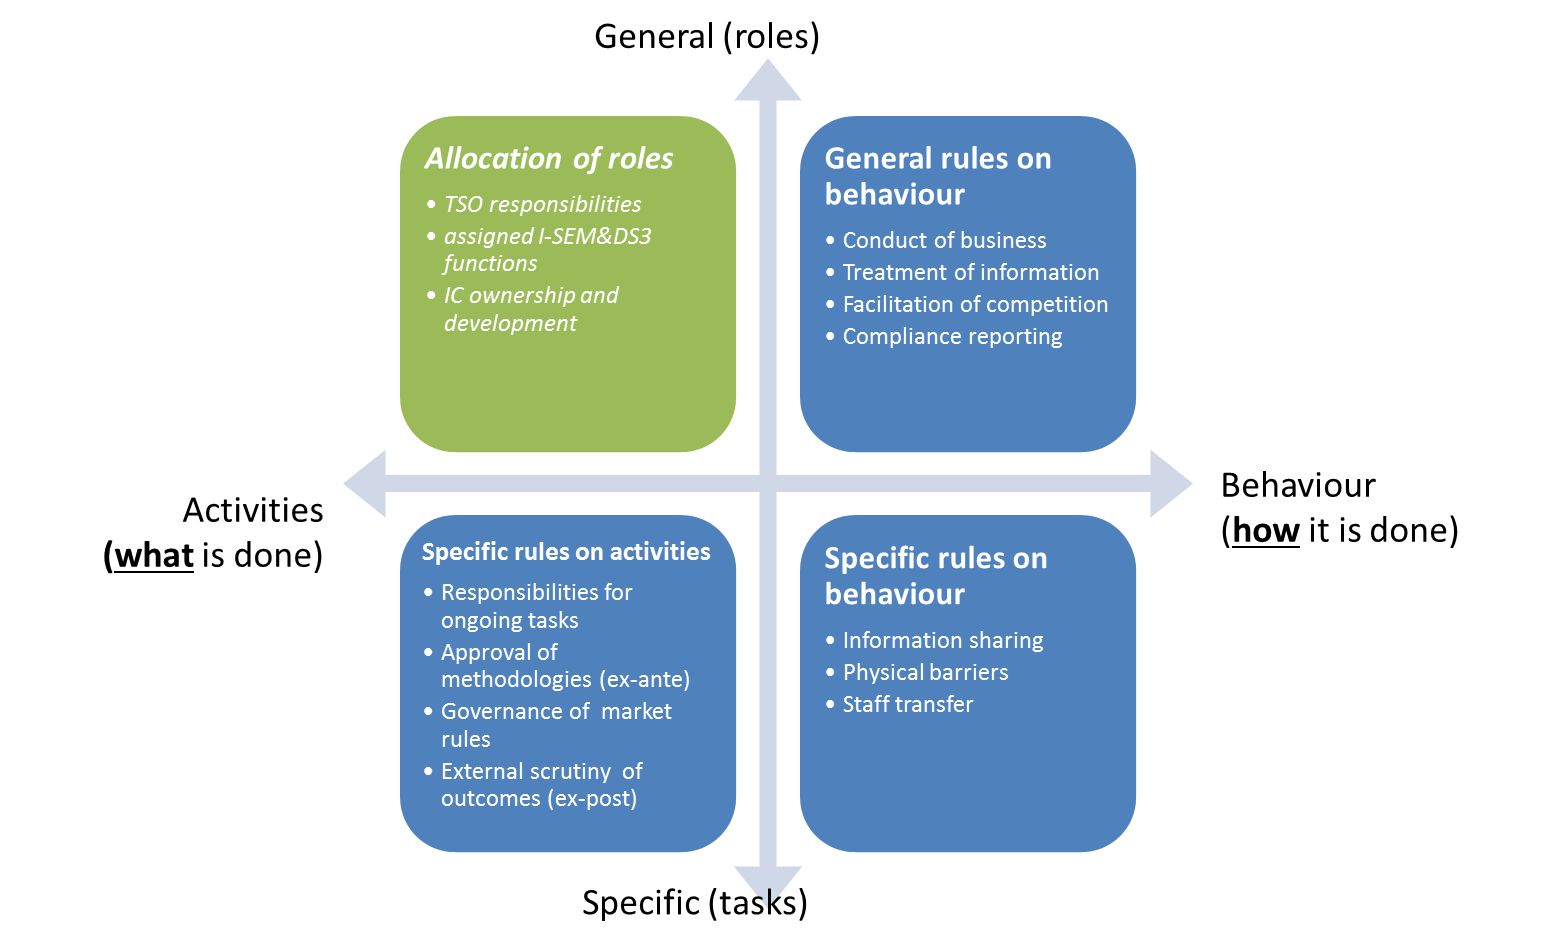 General (roles)
Allocation of roles
• TSO responsibilities
• assigned I-SEM&DS3
functions
• IC ownership and
development
General rules on
behaviour
• Conduct of business
• Treatment of information
• Facilitation of competition
• Compliance reporting
Activities
(what is done)
Behaviour
(how it is done)
Specific rules on activities
• Responsibilities for
ongoing tasks
• Approval of
methodologies (ex-ante)
• Governance of market
rules
• External scrutiny of
outcomes (ex-post)
Specific rules on
behaviour
• Information sharing
• Physical barriers
• Staff transfer
Specific (tasks)